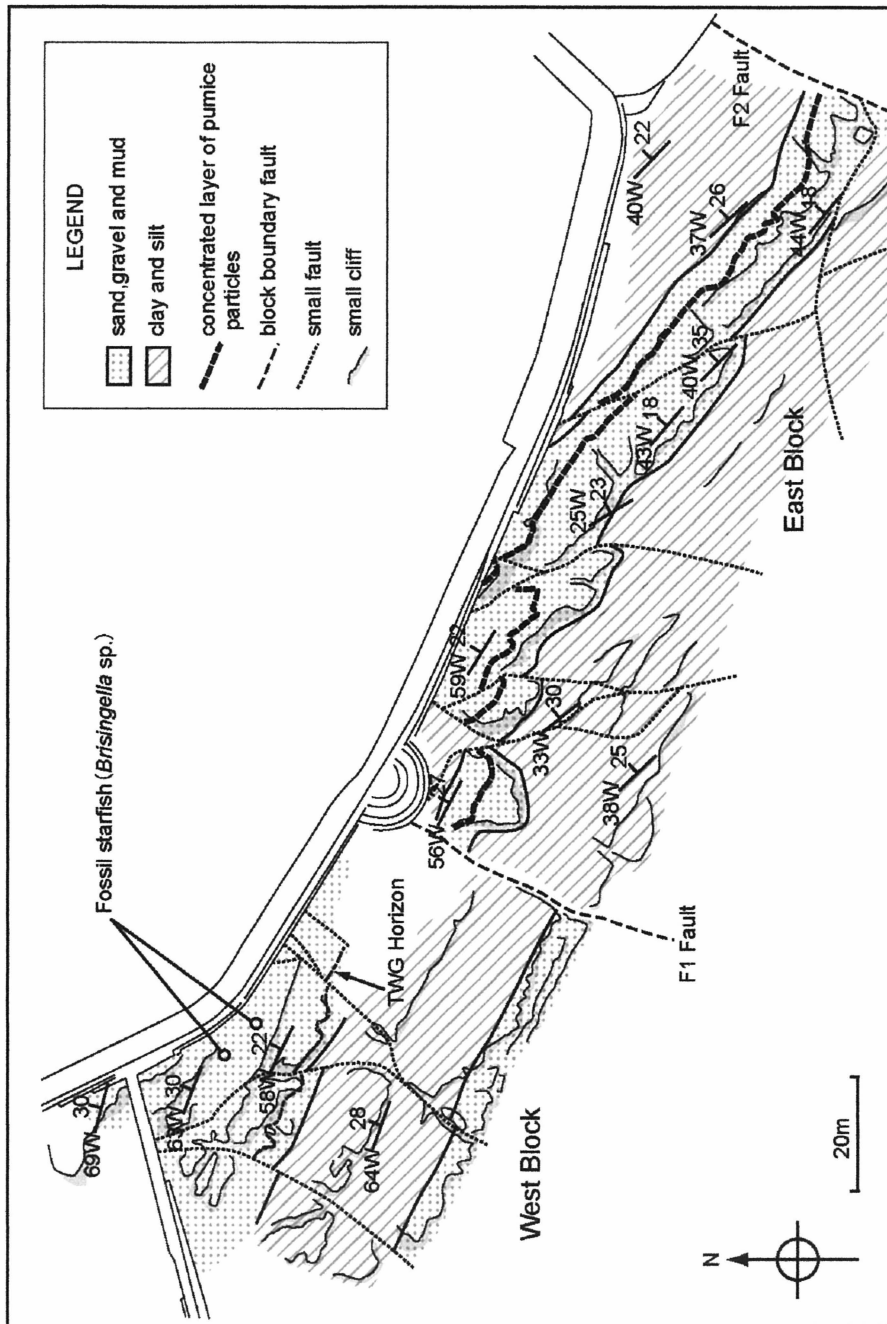 LEGEND
sand,gravel and mud
clay and silt
concentrated layer of pumice
particles
block boundary fault
small fault
small cliff
Fossil starfish (Brisingella sp.)
69W 30
30
58W 22
TWG Horizon
64W 28
West Block
F1 Fault
56W
59W
33W 30
38W 25
25W 23
43W 18
40W 35
44W 18
37W 26
40W 22
F2 Fault
East Block
N
20m